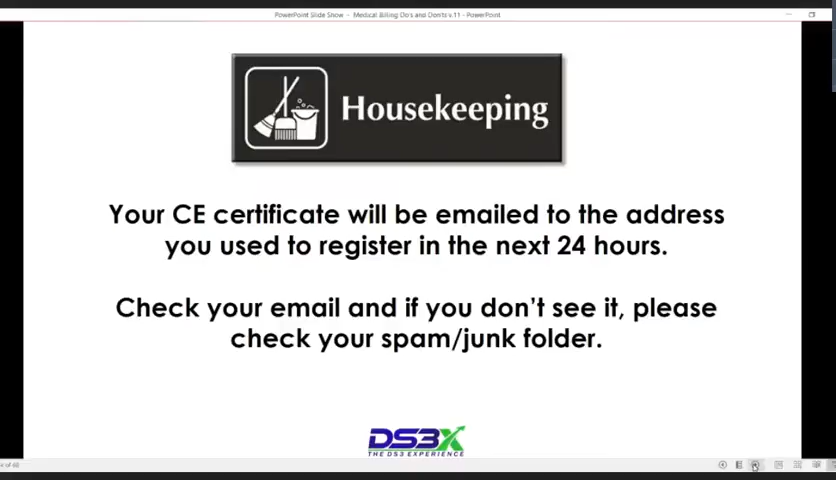 PowerPoint Slide Show - Medical Billing Do's and Don'ts v.11 - PowerPoint
Housekeeping
Your CE certificate will be emailed to the address
you used to register in the next 24 hours.
Check your email and if you don't see it, please
check your spam/junk folder.
DS3X
THE DS3 EXPERIENCE